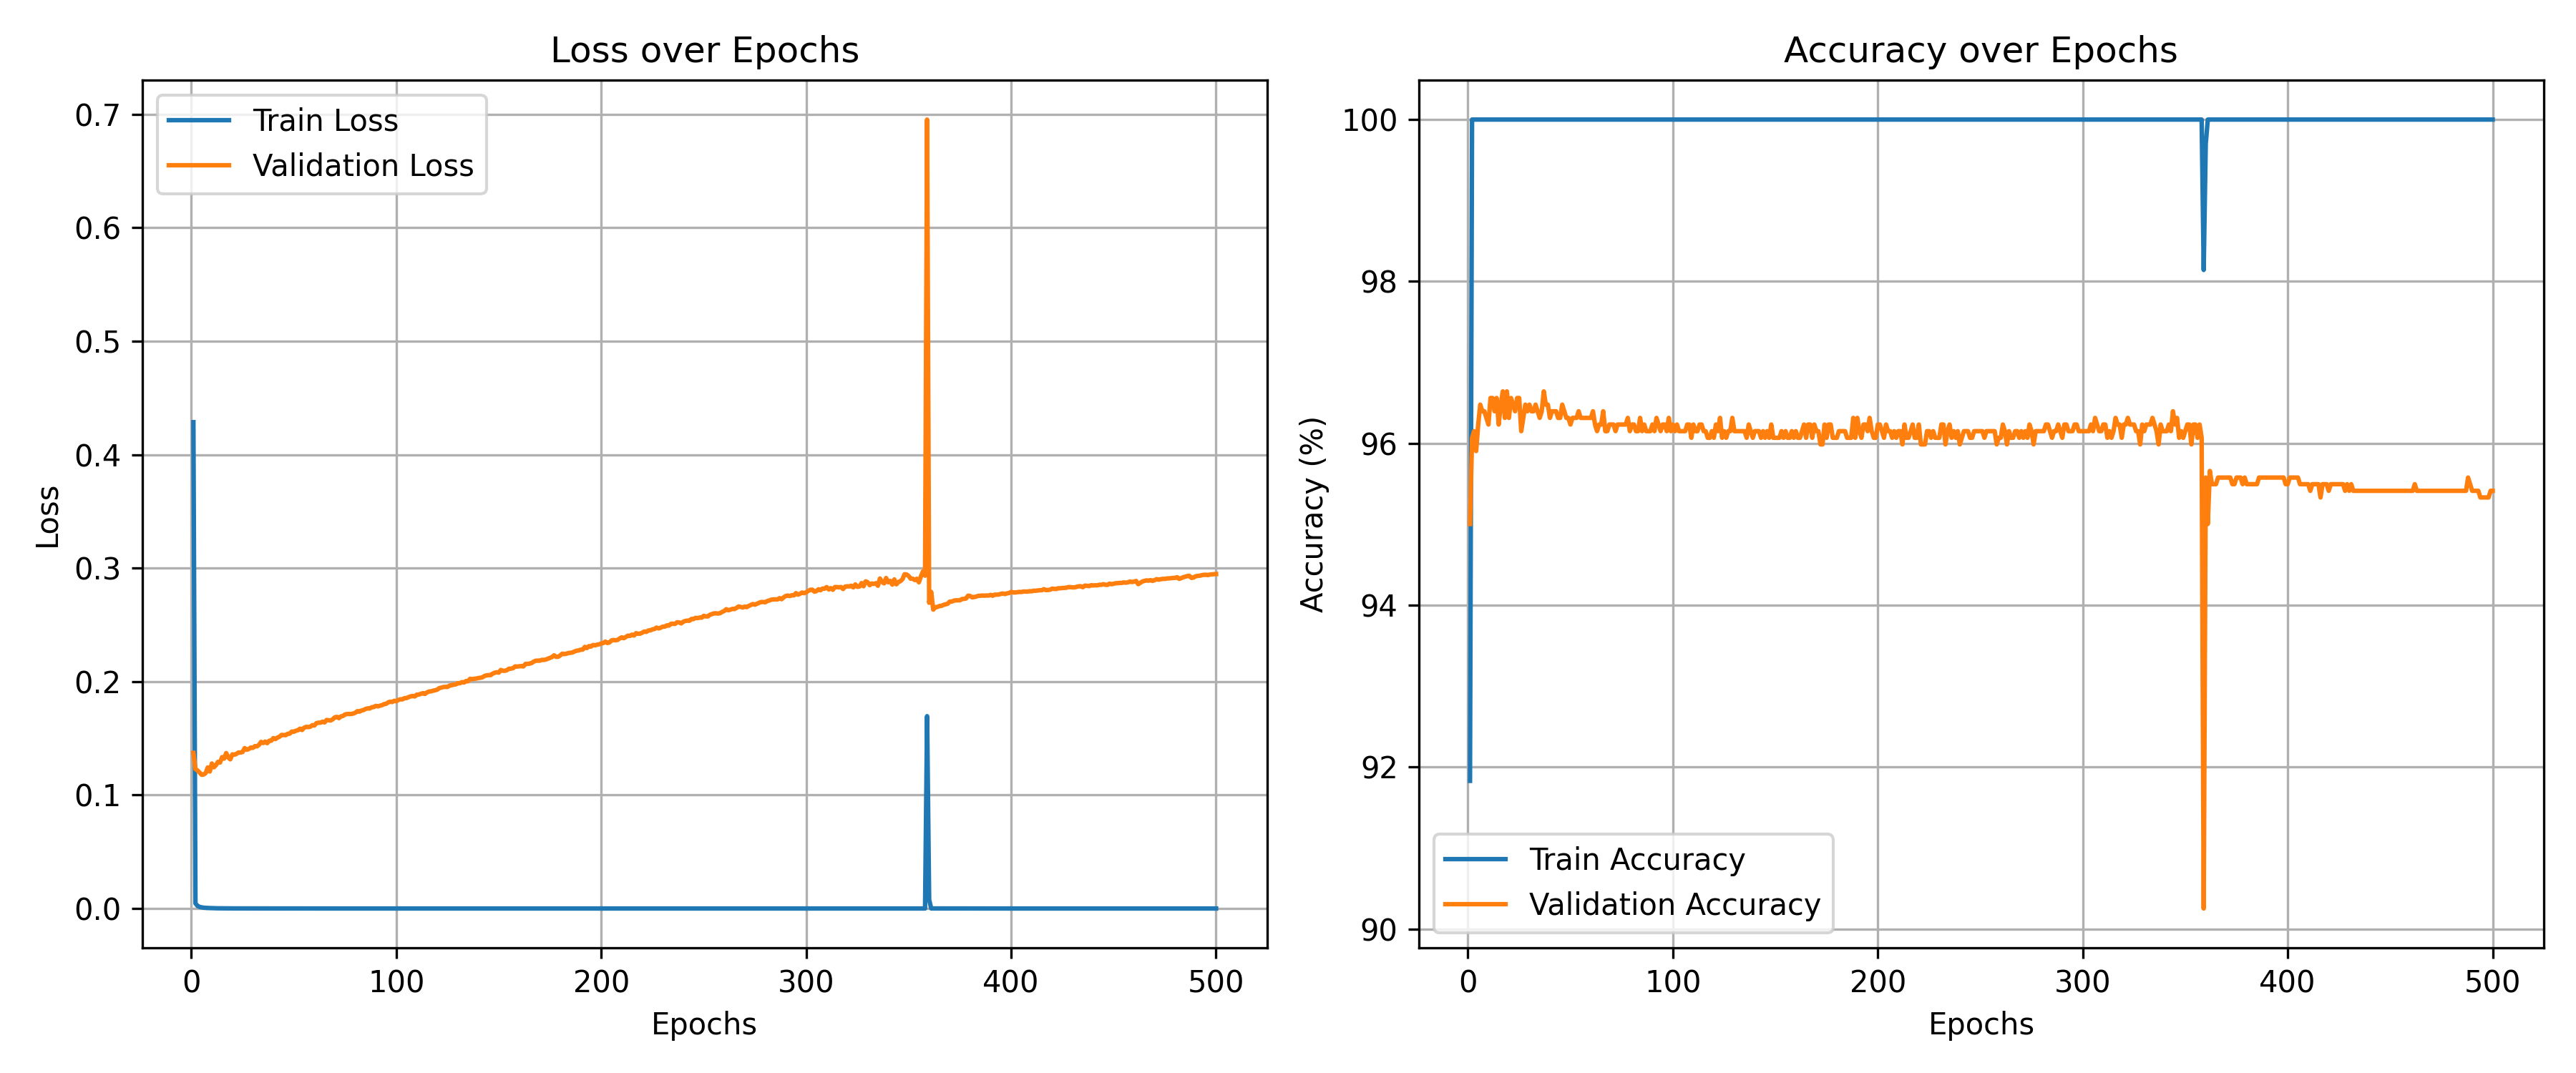 Loss over Epochs
0.7
0.6
0.5
0.4
0.3
0.2
0.1
0.0
Loss
Train Loss
Validation Loss
0 100 200 300 400 500
Epochs
Accuracy over Epochs
100
98
96
94
92
90
Accuracy (%)
Train Accuracy
Validation Accuracy
0 100 200 300 400 500
Epochs